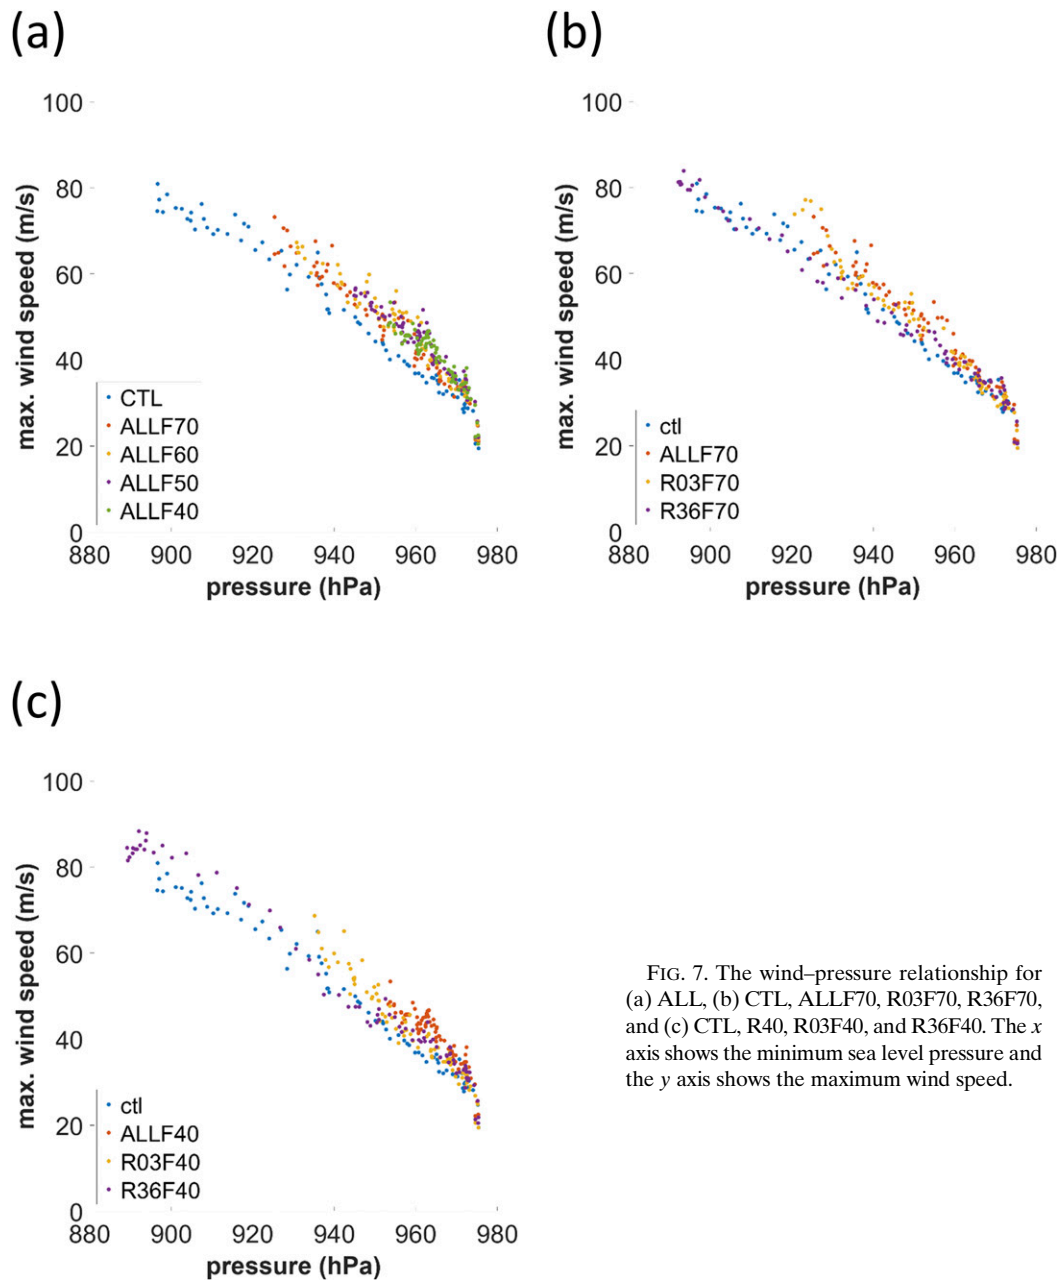 (a)
(b)
100
80
60
40
20
0
max. wind speed (m/s)
CTL
ALLF70
ALLF60
ALLF50
ALLF40
880 900 920 940 960 980
pressure (hPa)
100
80
60
40
20
0
max. wind speed (m/s)
ctl
ALLF70
R03F70
R36F70
880 900 920 940 960 980
pressure (hPa)
(c)
100
80
60
40
20
0
max. wind speed (m/s)
ctl
ALLF40
R03F40
R36F40
880 900 920 940 960 980
pressure (hPa)
FIG. 7. The wind–pressure relationship for
(a) ALL, (b) CTL, ALLF70, R03F70, R36F70,
and (c) CTL, R40, R03F40, and R36F40. The x
axis shows the minimum sea level pressure and
the y axis shows the maximum wind speed.